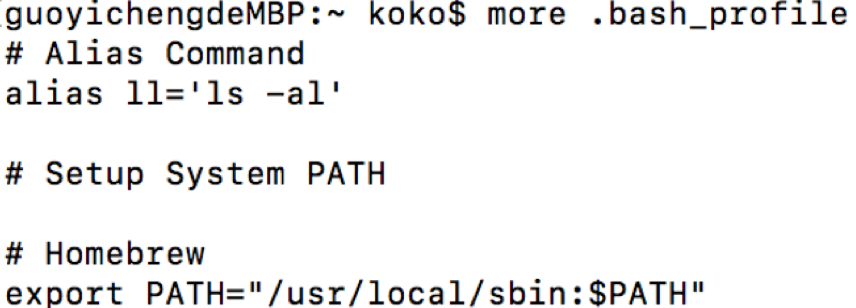 guoyichengdeMBP:~ koko$ more .bash_profile
# Alias Command
alias ll='ls -al'
# Setup System PATH
# Homebrew
export PATH="/usr/local/sbin:$PATH"